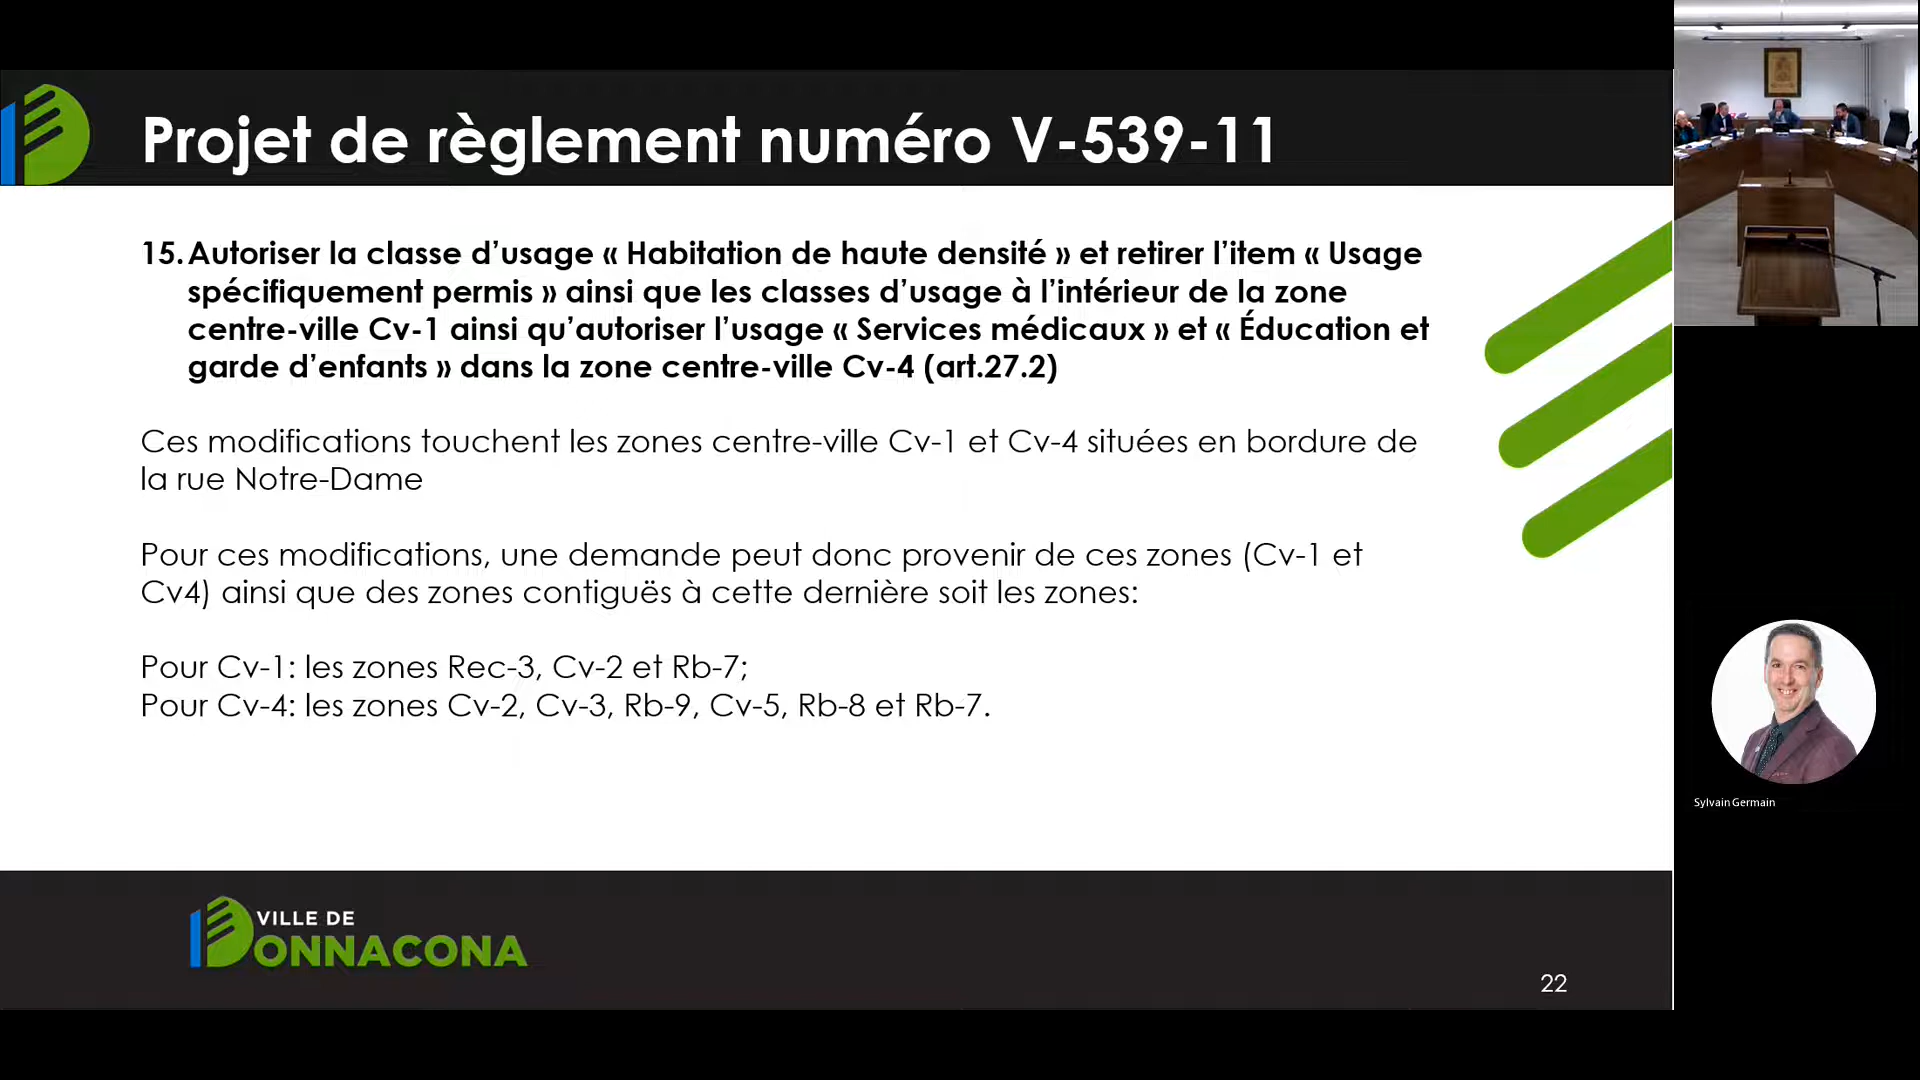 Projet de règlement numéro V-539-11
15. Autoriser la classe d’usage « Habitation de haute densité » et retirer l’item « Usage
spécifiquement permis » ainsi que les classes d’usage à l’intérieur de la zone
centre-ville Cv-1 ainsi qu’autoriser l’usage « Services médicaux » et « Éducation et
garde d’enfants » dans la zone centre-ville Cv-4 (art.27.2)
Ces modifications touchent les zones centre-ville Cv-1 et Cv-4 situées en bordure de
la rue Notre-Dame
Pour ces modifications, une demande peut donc provenir de ces zones (Cv-1 et
Cv4) ainsi que des zones contiguës à cette dernière soit les zones:
Pour Cv-1: les zones Rec-3, Cv-2 et Rb-7;
Pour Cv-4: les zones Cv-2, Cv-3, Rb-9, Cv-5, Rb-8 et Rb-7.
Sylvain Germain
VILLE DE
DONNACONA
22